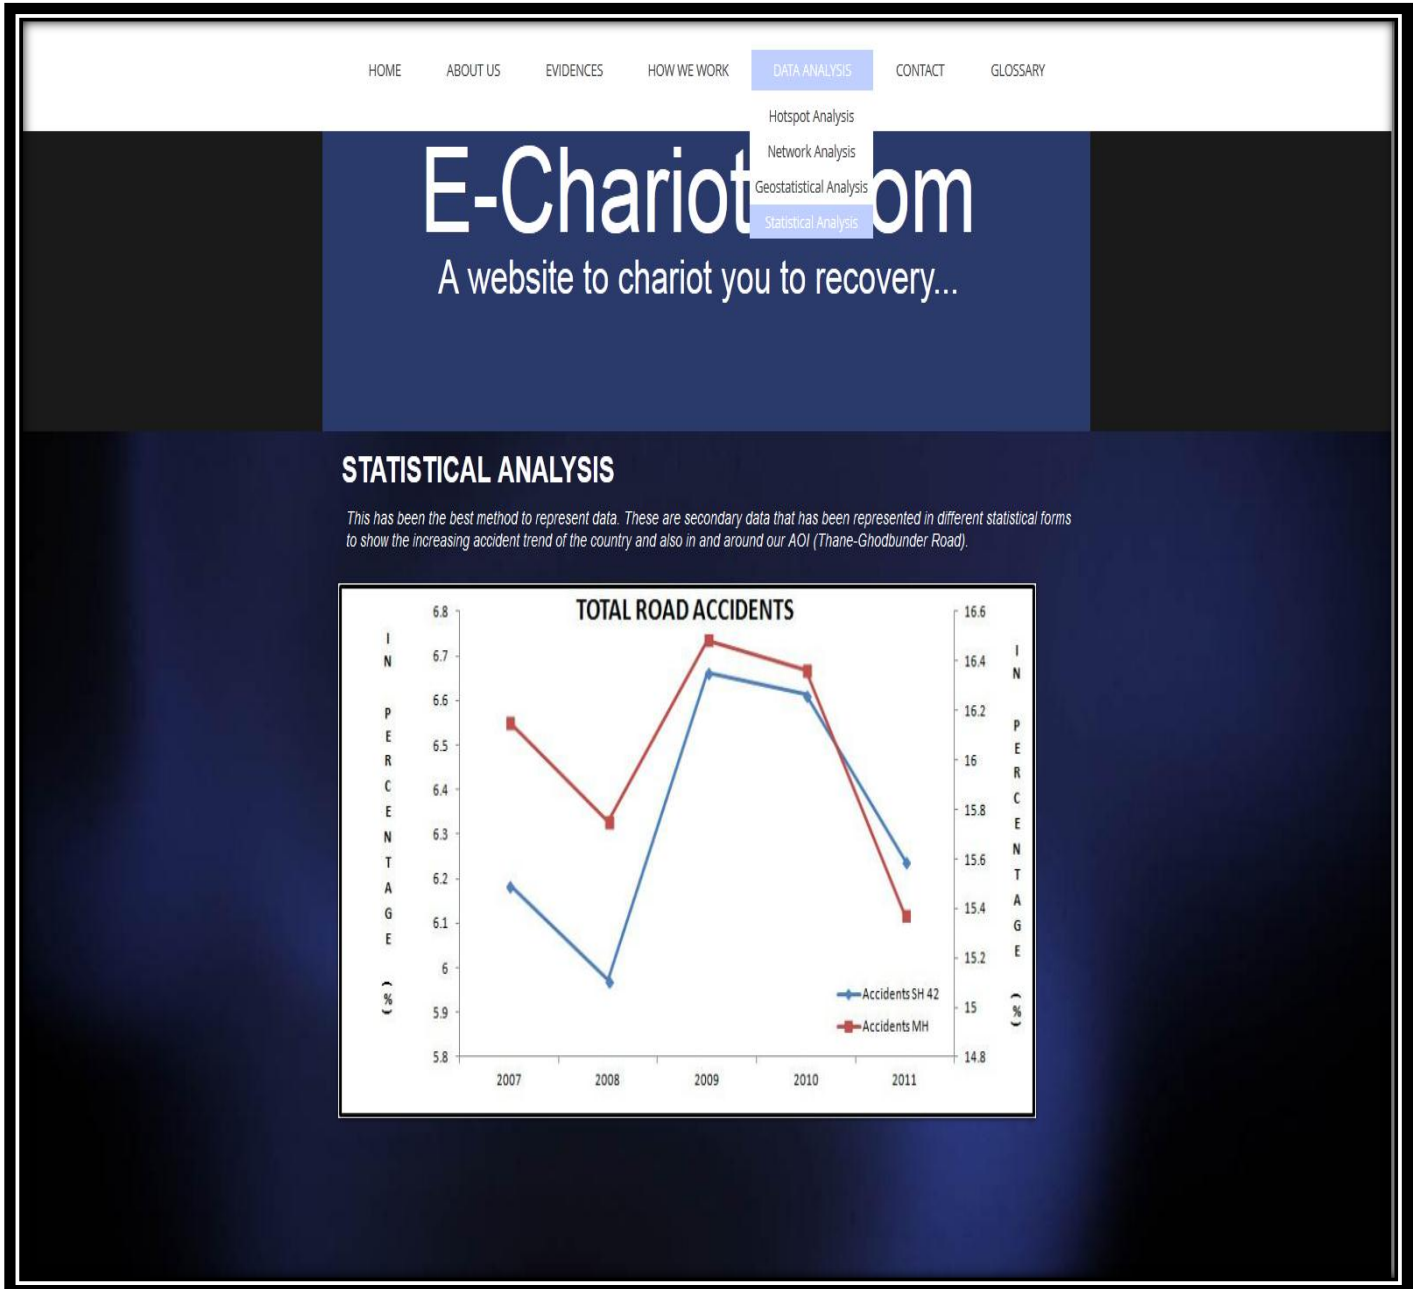 HOME ABOUT US EVIDENCES HOW WE WORK DATA ANALYSIS CONTACT GLOSSARY
Hotspot Analysis
Network Analysis
Geostatistical Analysis
Statistical Analysis
E-Chariot om
A website to chariot you to recovery...
STATISTICAL ANALYSIS
This has been the best method to represent data. These are secondary data that has been represented in different statistical forms
to show the increasing accident trend of the country and also in and around our AOI (Thane-Ghodbunder Road).
TOTAL ROAD ACCIDENTS
IN PERCENTAGE (%)
6.8
6.7
6.6
6.5
6.4
6.3
6.2
6.1
6
5.9
5.8
16.6
16.4
16.2
16
15.8
15.6
15.4
15.2
15
14.8
IN PERCENTAGE (%)
Accidents SH 42
Accidents MH
2007 2008 2009 2010 2011